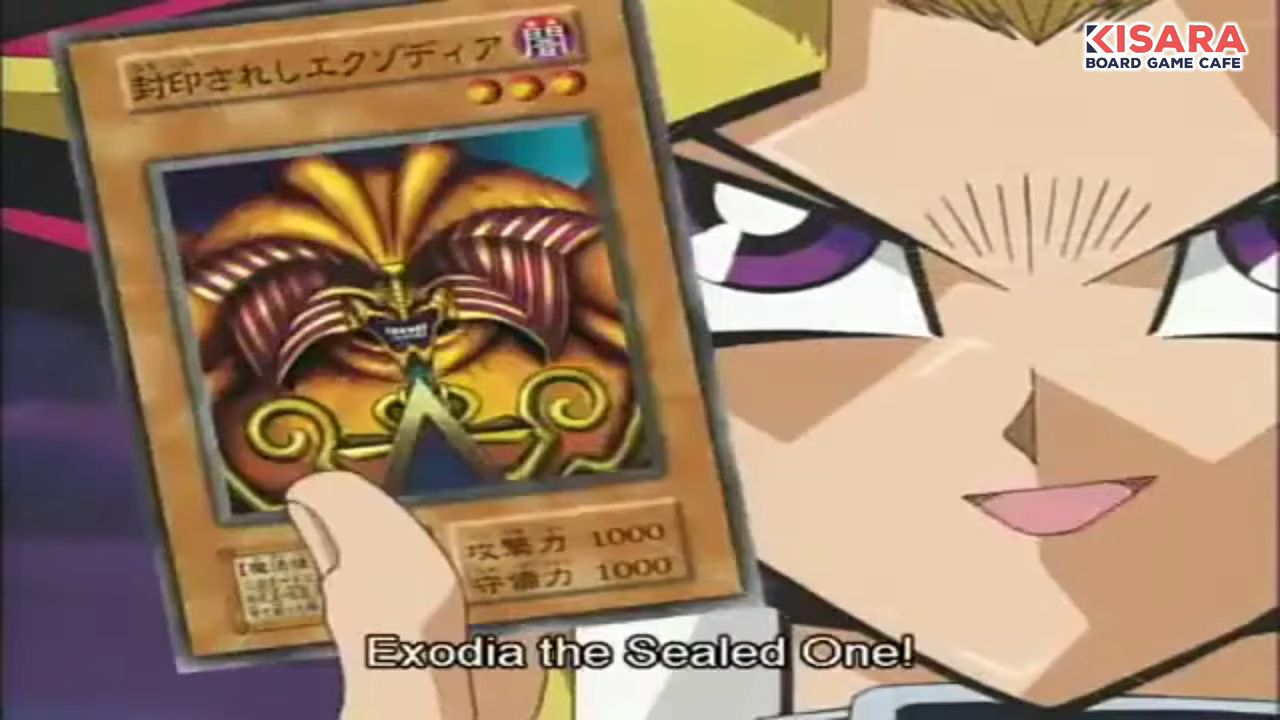 KISARA
BOARD GAME CAFE
封印されしエクゾディア
闇
攻撃力 1000
守備力 1000
Exodia the Sealed One!